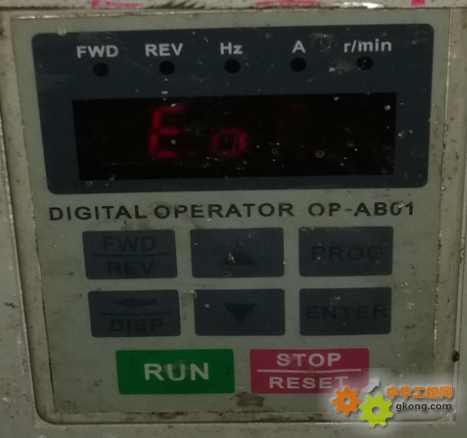 FWD REV Hz A r/min
E.o
DIGITAL OPERATOR OP-AB01
FWD REV ▲ PROG
← DISP ▼ ENTER
RUN STOP RESET
中华工控网
gkong.com